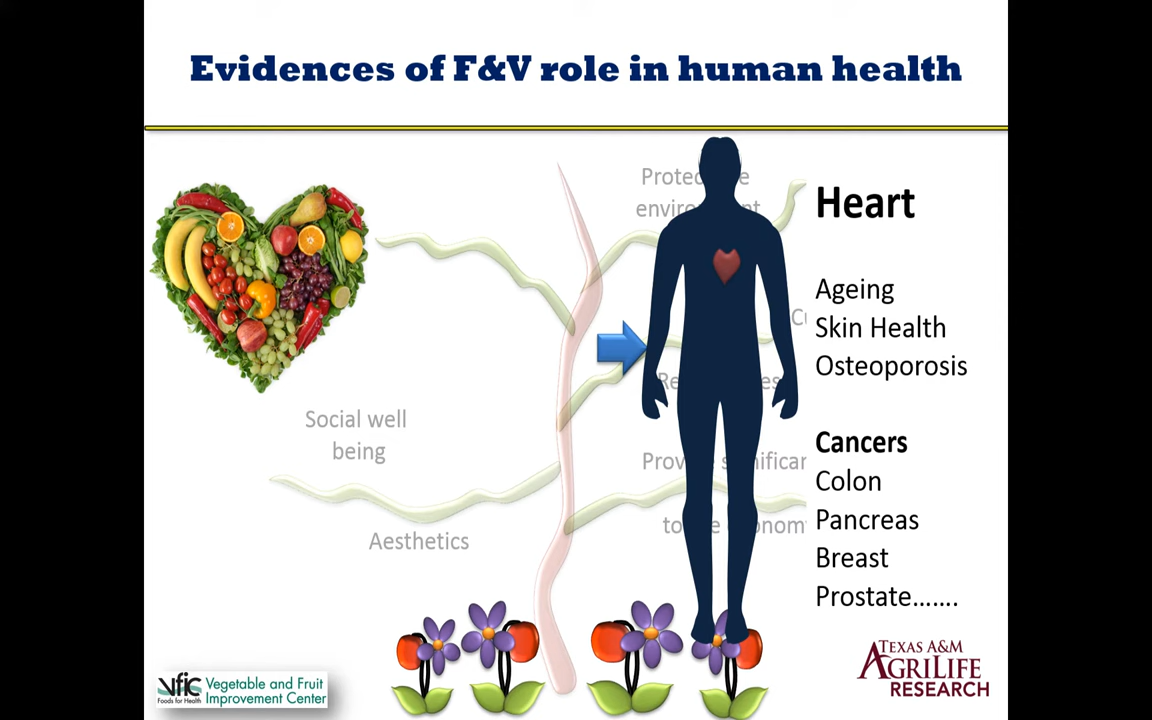 Evidences of F&V role in human health
Heart
Ageing
Skin Health
Osteoporosis
Cancers
Colon
Pancreas
Breast
Prostate…….
Social well
being
Aesthetics
Vfic
Foods for Health
Vegetable and Fruit
Improvement Center
TEXAS A&M
AGRILIFE
RESEARCH